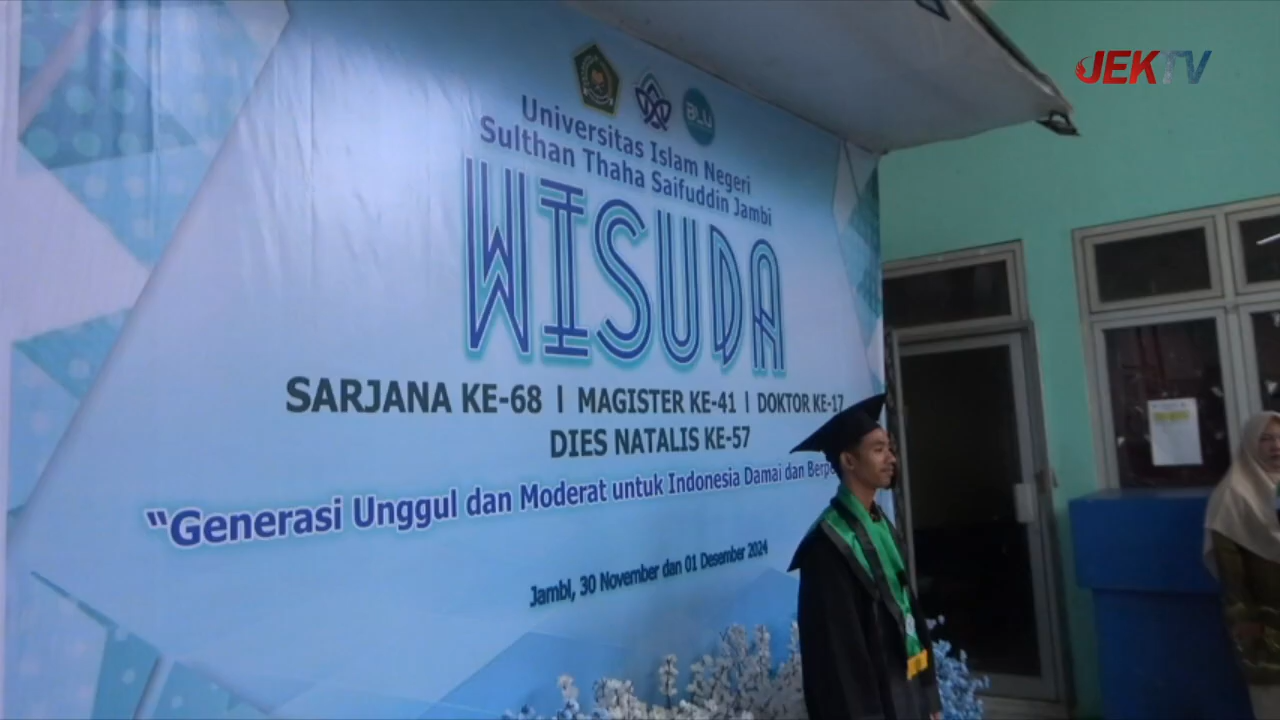 JEKTV
BLU
Universitas Islam Negeri
Sulthan Thaha Saifuddin Jambi
WISUDA
SARJANA KE-68 | MAGISTER KE-41 | DOKTOR KE-17
DIES NATALIS KE-57
"Generasi Unggul dan Moderat untuk Indonesia Damai dan
Jambi, 30 November dan 01 Desember 2024